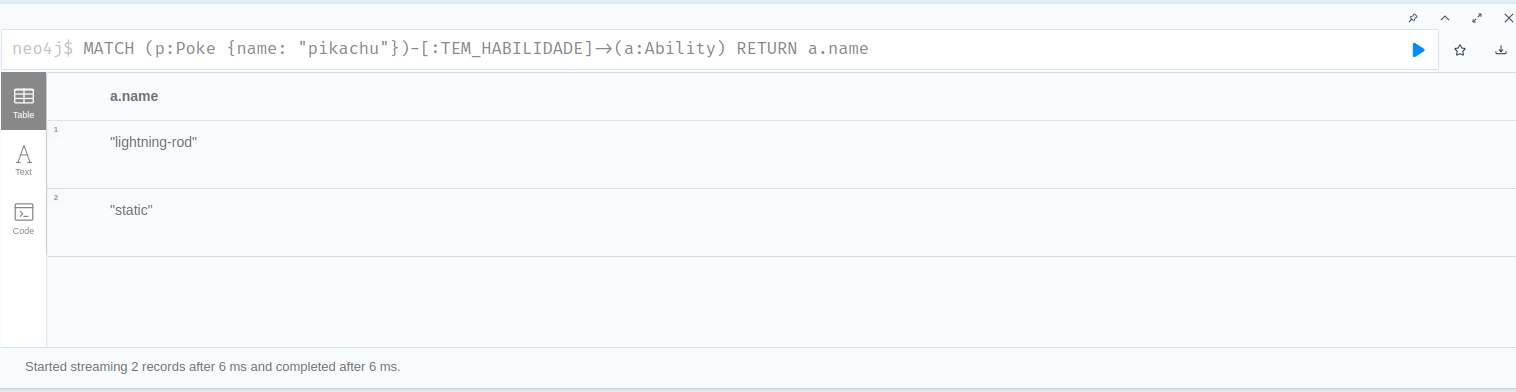 neo4j$ MATCH (p:Poke {name: "pikachu"})-[:TEM_HABILIDADE]→(a:Ability) RETURN a.name
Table
a.name
1
"lightning-rod"
Text
2
"static"
Code
Started streaming 2 records after 6 ms and completed after 6 ms.